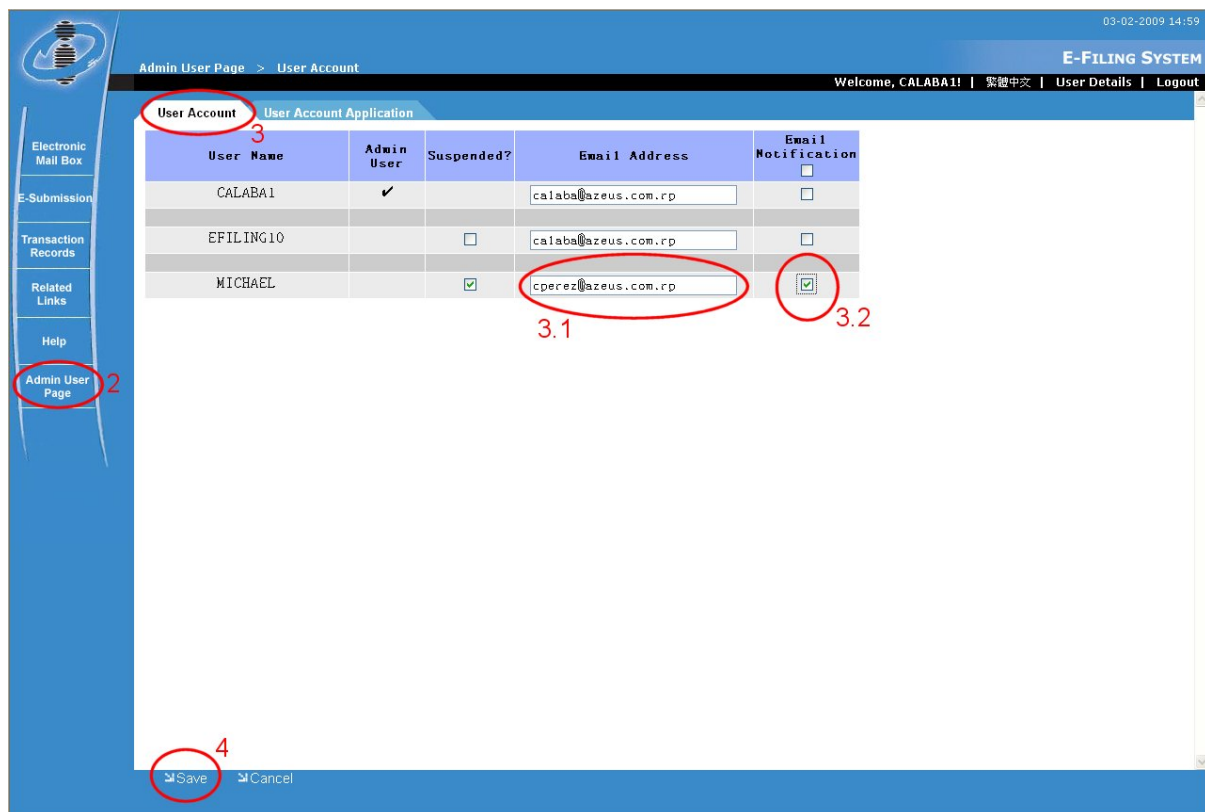 03-02-2009 14:59
E-FILING SYSTEM
Admin User Page > User Account
Welcome, CALABA1! | 繁體中文 | User Details | Logout
User Account
User Account Application
3
Electronic
Mail Box
E-Submission
Transaction
Records
Related
Links
Help
Admin User
Page
2
User Name
Admin
User
Suspended?
Email Address
Email
Notification
CALABA1
calaba@azeus.com.rp
EFILING10
calaba@azeus.com.rp
MICHAEL
cperez@azeus.com.rp
3.1
3.2
4
Save
Cancel